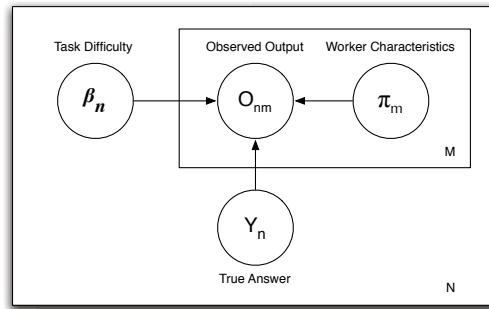 Task Difficulty
Observed Output
Worker Characteristics
βn
Onm
πm
M
Yn
True Answer
N